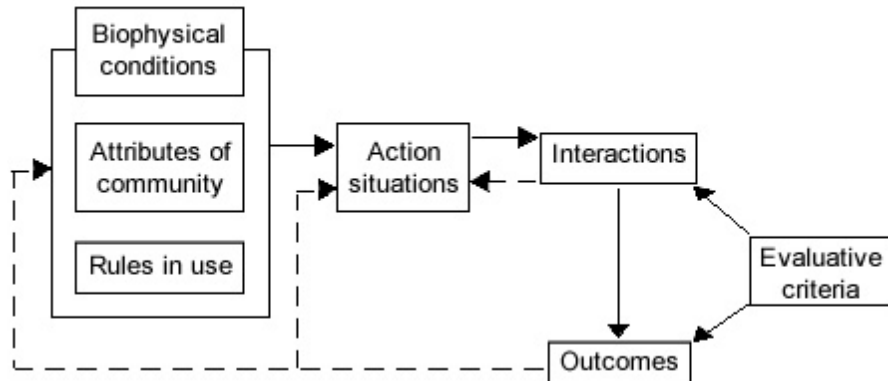 Biophysical
conditions
Attributes of
community
Rules in use
Action
situations
Interactions
Evaluative
criteria
Outcomes